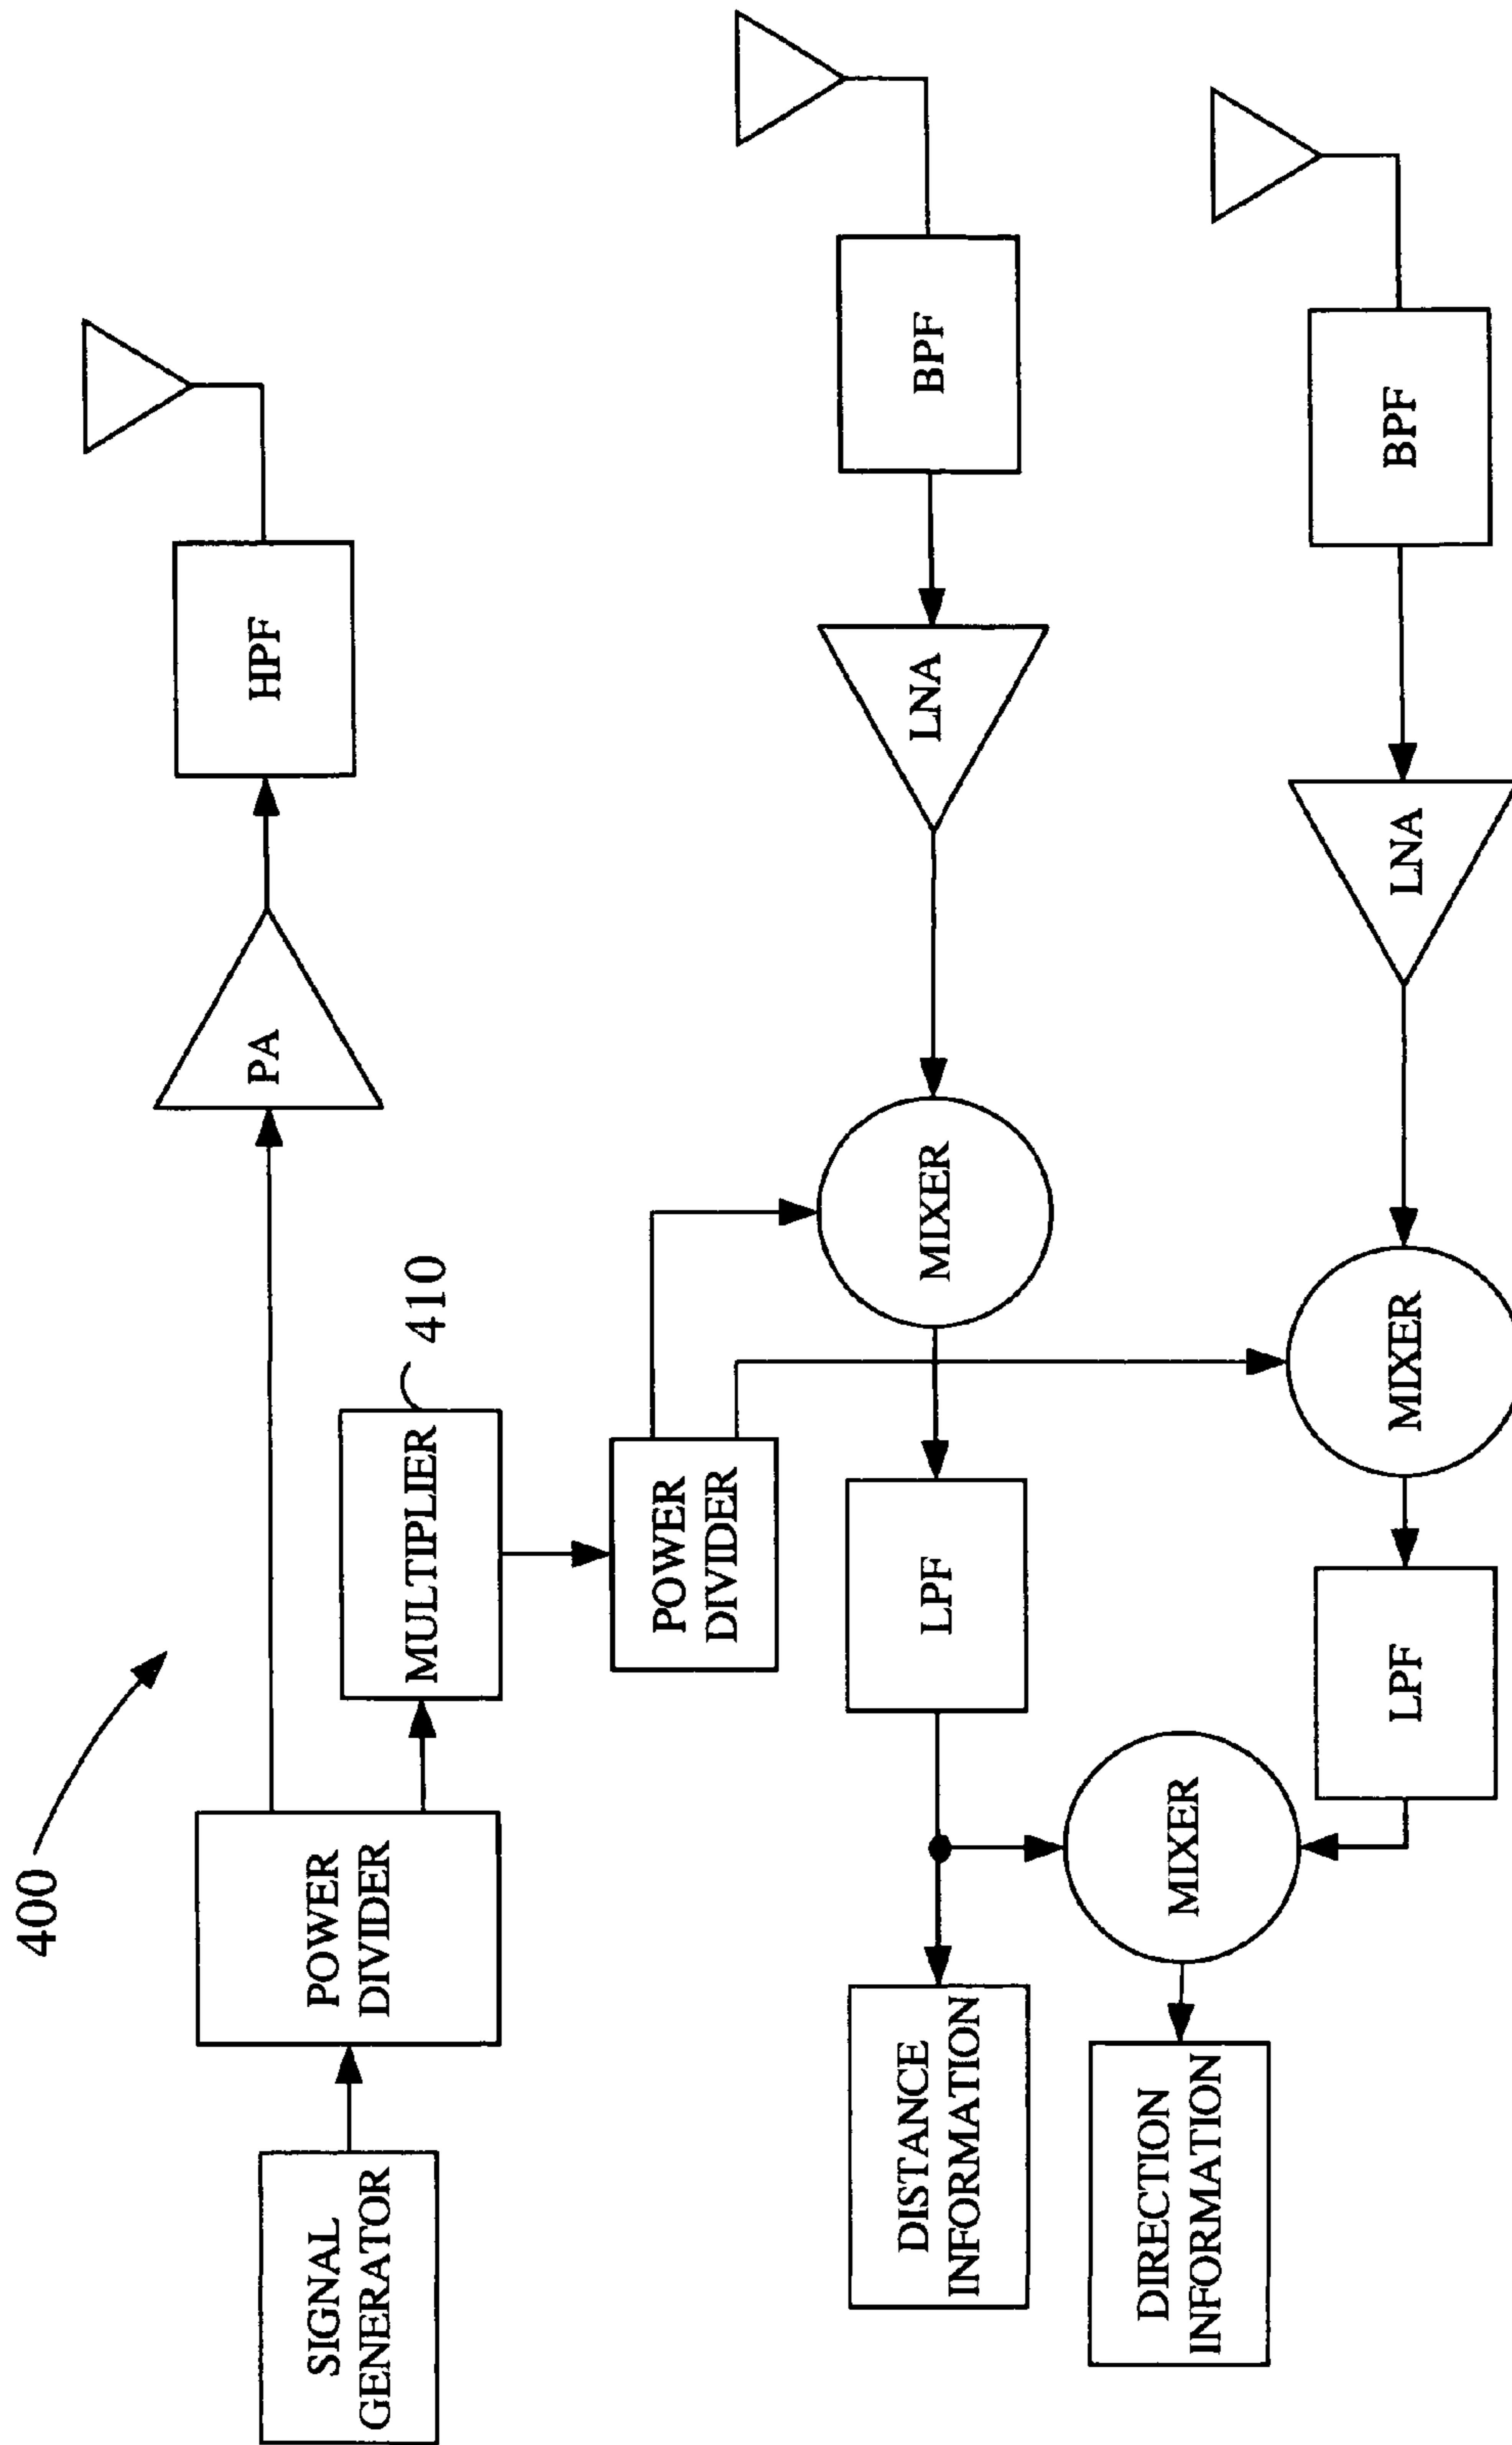 400
SIGNAL
GENERATOR
POWER
DIVIDER
PA
HPF
MULTIPLIER
410
POWER
DIVIDER
DISTANCE
INFORMATION
LPF
MIXER
LNA
BPF
DIRECTION
INFORMATION
MIXER
LPF
MIXER
LNA
BPF